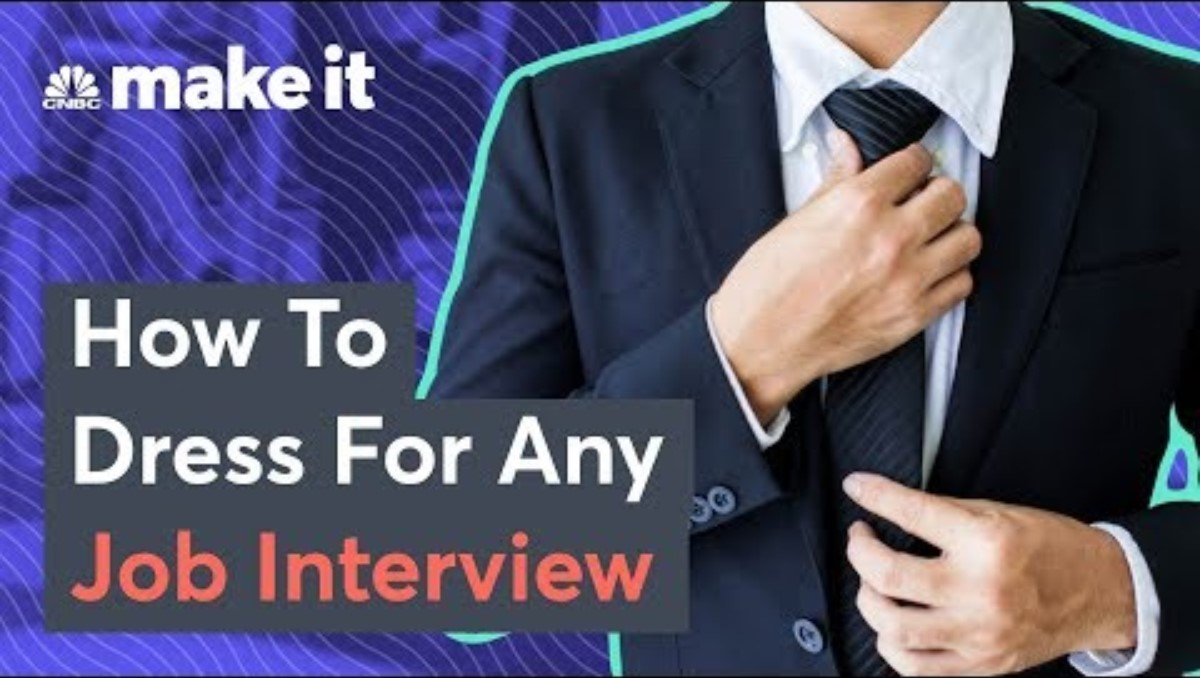 CNBC make it
How To
Dress For Any
Job Interview